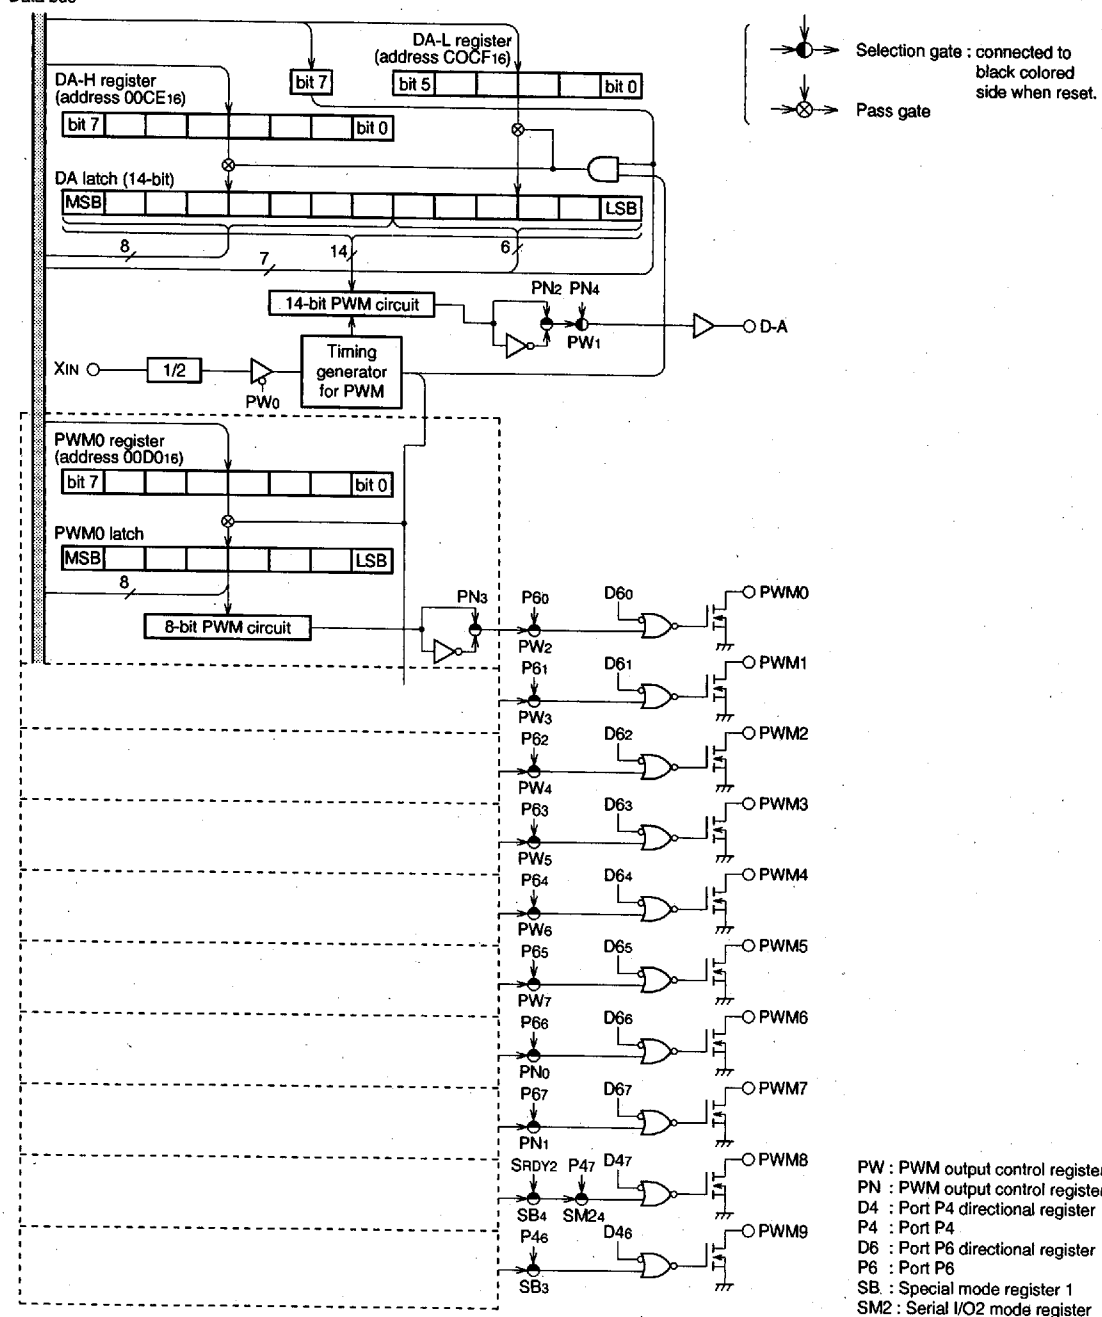 DA-L register
(address COCF16)
bit 7
bit 5 bit 0
DA-H register
(address 00CE16)
bit 7 bit 0
DA latch (14-bit)
MSB LSB
8 7 14 6
Selection gate : connected to
black colored
side when reset.
Pass gate
14-bit PWM circuit
PN2 PN4
PW1
D-A
XIN
1/2
PW0
Timing
generator
for PWM
PWM0 register
(address 00D016)
bit 7 bit 0
PWM0 latch
MSB LSB
8
8-bit PWM circuit
PN3
P60 D60 PWM0
PW2
P61 D61 PWM1
PW3
P62 D62 PWM2
PW4
P63 D63 PWM3
PW5
P64 D64 PWM4
PW6
P65 D65 PWM5
PW7
P66 D66 PWM6
PN0
P67 D67 PWM7
PN1
SRDY2 P47 D47 PWM8
SB4 SM24
P46 D46 PWM9
SB3
PW : PWM output control register
PN : PWM output control register
D4 : Port P4 directional register
P4 : Port P4
D6 : Port P6 directional register
P6 : Port P6
SB : Special mode register 1
SM2 : Serial I/O2 mode register